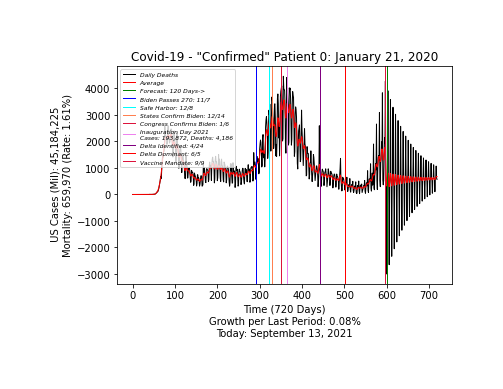 Covid-19 - "Confirmed" Patient 0: January 21, 2020
US Cases (Mil): 45,184,225
Mortality: 659,970 (Rate: 1.61%)
4000
3000
2000
1000
0
−1000
−2000
−3000
Daily Deaths
Average
Forecast: 120 Days->
Biden Passes 270: 11/7
Safe Harbor: 12/8
States Confirm Biden: 12/14
Congress Confirms Biden: 1/6
Inauguration Day 2021
Cases: 193,872, Deaths: 4,186
Delta Identified: 4/24
Delta Dominant: 6/5
Vaccine Mandate: 9/9
0 100 200 300 400 500 600 700
Time (720 Days)
Growth per Last Period: 0.08%
Today: September 13, 2021